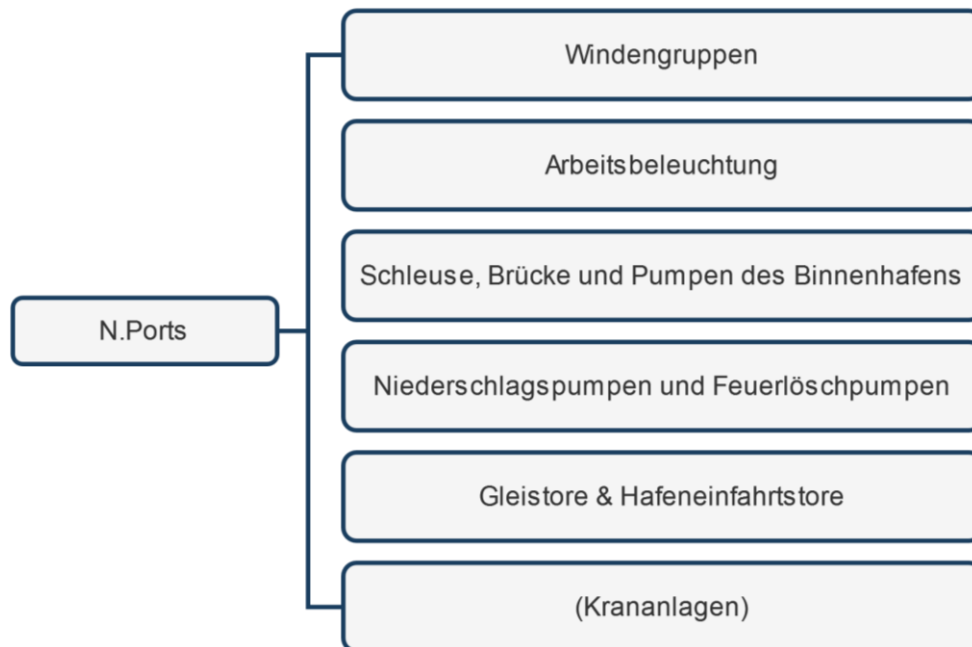 Windengruppen
Arbeitsbeleuchtung
Schleuse, Brücke und Pumpen des Binnenhafens
N.Ports
Niederschlagspumpen und Feuerlöschpumpen
Gleistore & Hafeneinfahrtstore
(Krananlagen)